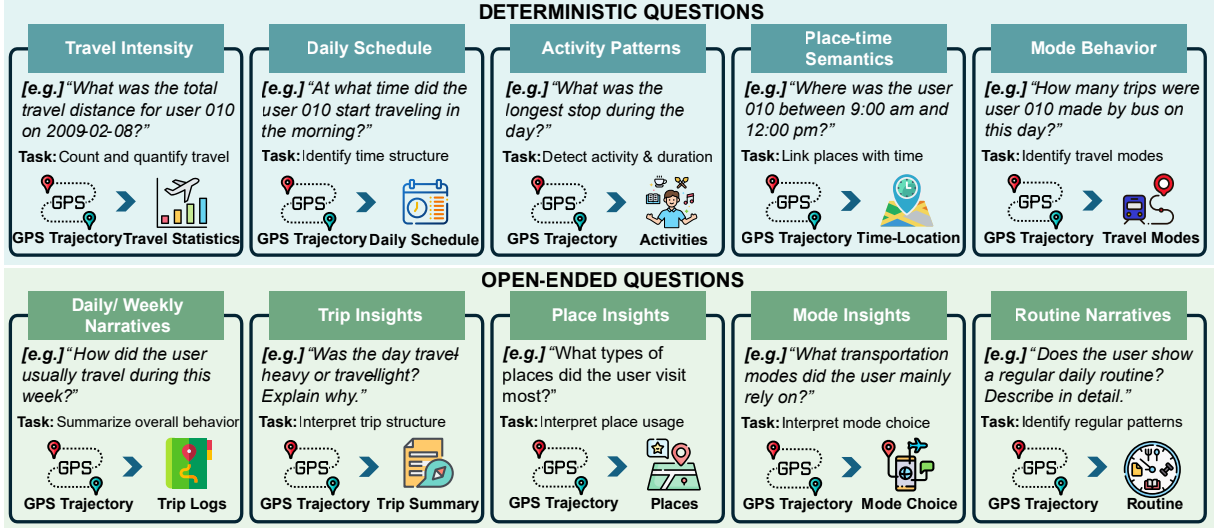 DETERMINISTIC QUESTIONS
Travel Intensity
[e.g.] “What was the total
travel distance for user 010
on 2009-02-08?”
Task: Count and quantify travel
GPS
GPS Trajectory
Travel Statistics
Daily Schedule
[e.g.] “At what time did the
user 010 start traveling in
the morning?”
Task: Identify time structure
GPS
GPS Trajectory
Daily Schedule
Activity Patterns
[e.g.] “What was the
longest stop during the
day?”
Task: Detect activity & duration
GPS
GPS Trajectory
Activities
Place-time
Semantics
[e.g.] “Where was the user
010 between 9:00 am and
12:00 pm?”
Task: Link places with time
GPS
GPS Trajectory
Time-Location
Mode Behavior
[e.g.] “How many trips were
user 010 made by bus on
this day?”
Task: Identify travel modes
GPS
GPS Trajectory
Travel Modes
OPEN-ENDED QUESTIONS
Daily/ Weekly
Narratives
[e.g.] “How did the user
usually travel during this
week?”
Task: Summarize overall behavior
GPS
GPS Trajectory
Trip Logs
Trip Insights
[e.g.] “Was the day travel-
heavy or travel-light?
Explain why.”
Task: Interpret trip structure
GPS
GPS Trajectory
Trip Summary
Place Insights
[e.g.] “What types of
places did the user visit
most?”
Task: Interpret place usage
GPS
GPS Trajectory
Places
Mode Insights
[e.g.] “What transportation
modes did the user mainly
rely on?”
Task: Interpret mode choice
GPS
GPS Trajectory
Mode Choice
Routine Narratives
[e.g.] “Does the user show
a regular daily routine?
Describe in detail.”
Task: Identify regular patterns
GPS
GPS Trajectory
Routine